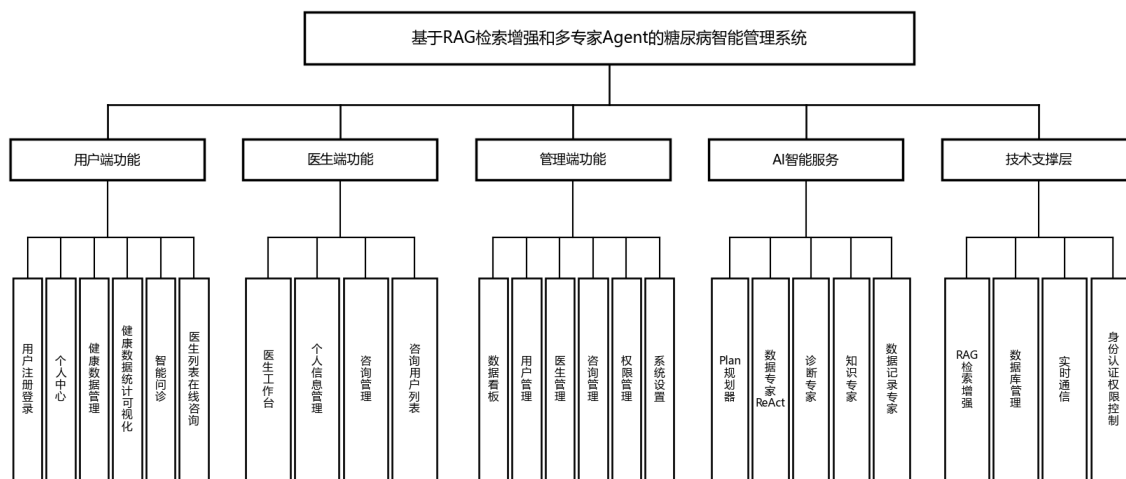 基于RAG检索增强和多专家Agent的糖尿病智能管理系统
用户端功能
医生端功能
管理端功能
AI智能服务
技术支撑层
用户注册登录
个人中心
健康数据管理
健康数据统计可视化
智能问诊
医生列表在线咨询
医生工作台
个人信息管理
咨询管理
咨询用户列表
数据看板
用户管理
医生管理
咨询管理
权限管理
系统设置
Plan规划器
数据专家ReAct
诊断专家
知识专家
数据记录专家
RAG检索增强
数据库管理
实时通信
身份认证权限控制